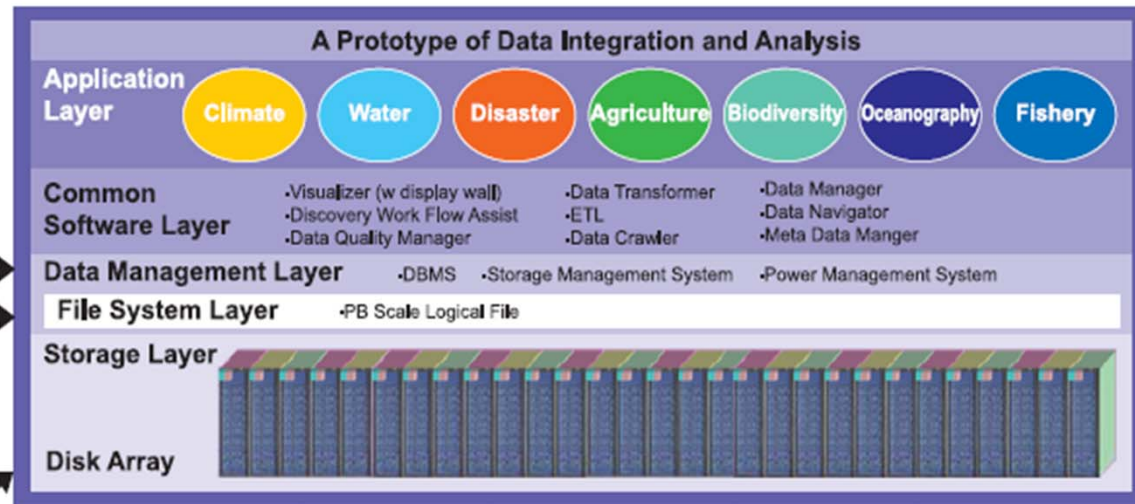 A Prototype of Data Integration and Analysis
Application
Layer
Climate
Water
Disaster
Agriculture
Biodiversity
Oceanography
Fishery
Common
Software Layer
•Visualizer (w display wall)
•Discovery Work Flow Assist
•Data Quality Manager
•Data Transformer
•ETL
•Data Crawler
•Data Manager
•Data Navigator
•Meta Data Manger
Data Management Layer •DBMS •Storage Management System •Power Management System
File System Layer •PB Scale Logical File
Storage Layer
Disk Array